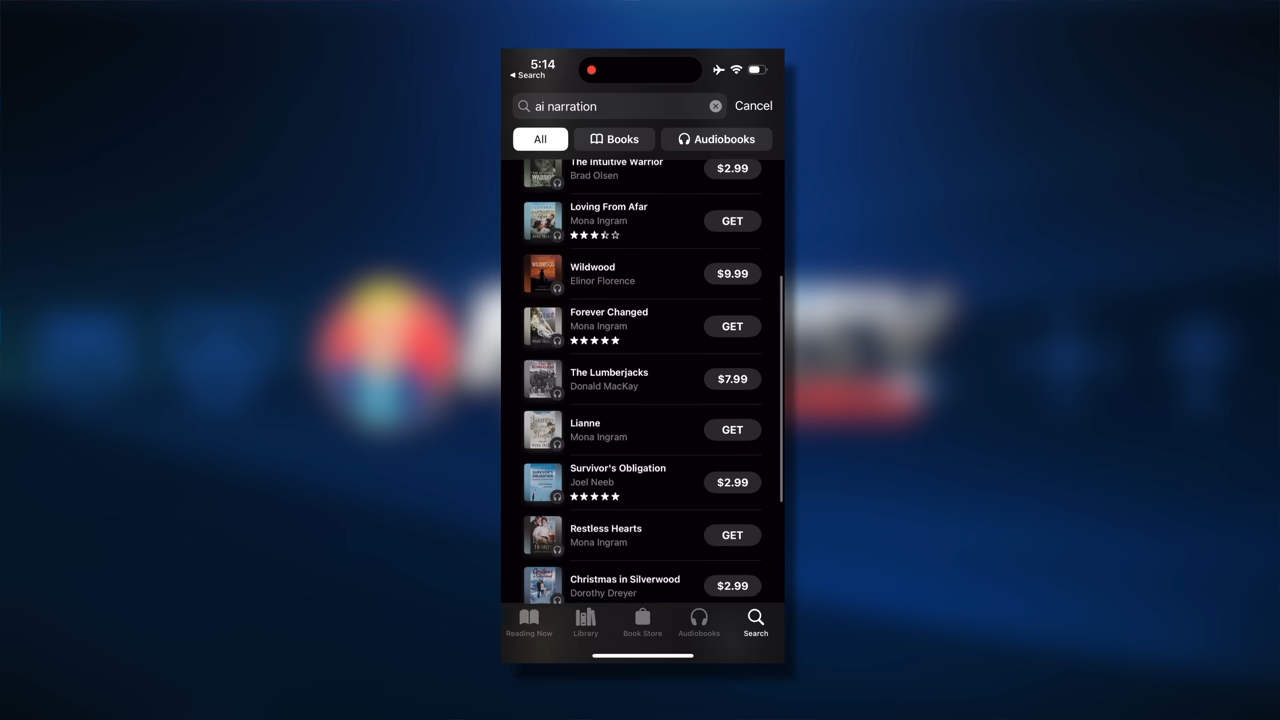 5:14
◀ Search
ai narration
Cancel
All
Books
Audiobooks
The Intuitive Warrior
Brad Olsen
$2.99
Loving From Afar
Mona Ingram
GET
Wildwood
Elinor Florence
$9.99
Forever Changed
Mona Ingram
GET
The Lumberjacks
Donald MacKay
$7.99
Lianne
Mona Ingram
GET
Survivor's Obligation
Joel Neeb
$2.99
Restless Hearts
Mona Ingram
GET
Christmas in Silverwood
Dorothy Dreyer
$2.99
Reading Now
Library
Book Store
Audiobooks
Search